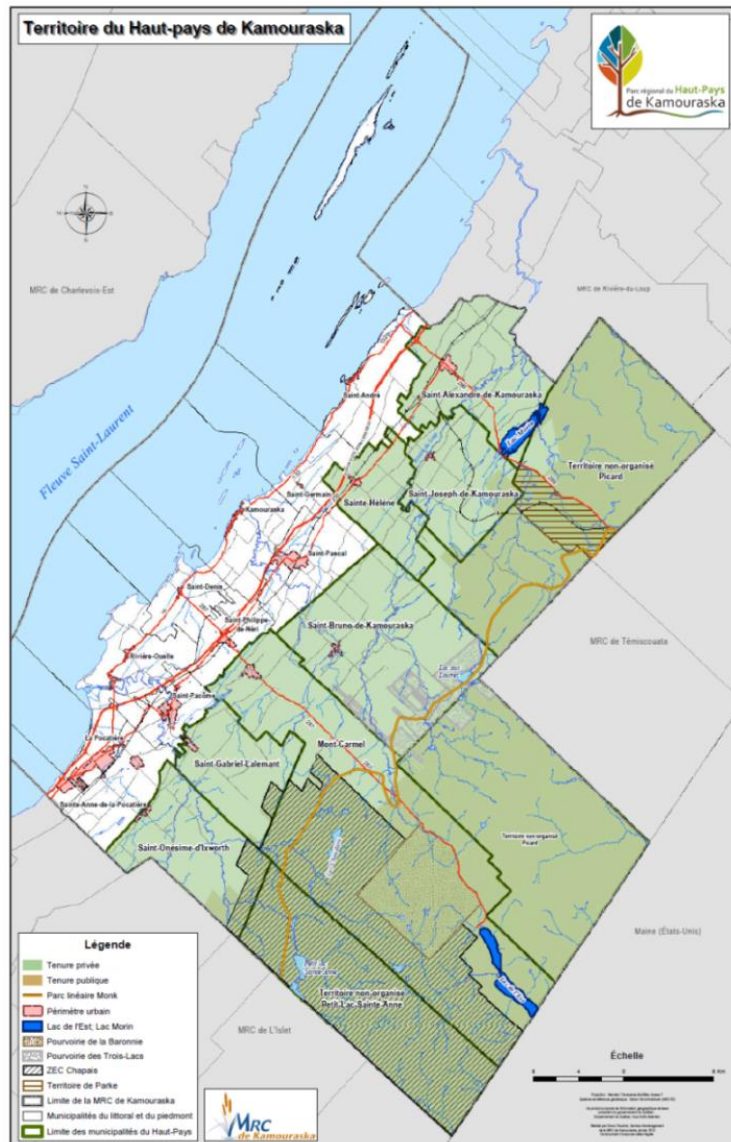 Territoire du Haut-pays de Kamouraska
Parc régional du Haut-Pays
de Kamouraska
MRC de Charlevoix-Est
MRC de Rivière-du-Loup
Fleuve Saint-Laurent
Saint-André
Saint-Alexandre-de-Kamouraska
Lac Morin
Territoire non-organisé
Picard
Saint-Germain
Sainte-Hélène
Saint-Joseph-de-Kamouraska
Kamouraska
Saint-Pascal
Saint-Denis
Saint-Philippe-
de-Néri
Saint-Bruno-de-Kamouraska
MRC de Témiscouata
Rivière-Ouelle
Saint-Pacôme
Mont-Carmel
La Pocatière
Saint-Gabriel-Lalemant
Sainte-Anne-de-la-Pocatière
Saint-Onésime-d'Ixworth
Territoire non-organisé
Picard
Maine (États-Unis)
Territoire non-organisé
Petit-Lac-Sainte-Anne
MRC de L'Islet
Légende
Tenure privée
Tenure publique
Parc linéaire Monk
Périmètre urbain
Lac de l'Est; Lac Morin
Pourvoirie de la Baronnie
Pourvoirie des Trois-Lacs
ZEC Chapais
Territoire de Parke
Limite de la MRC de Kamouraska
Municipalités du littoral et du piedmont
Limite des municipalités du Haut-Pays
MRC
de Kamouraska
Échelle
0 4 8 Km